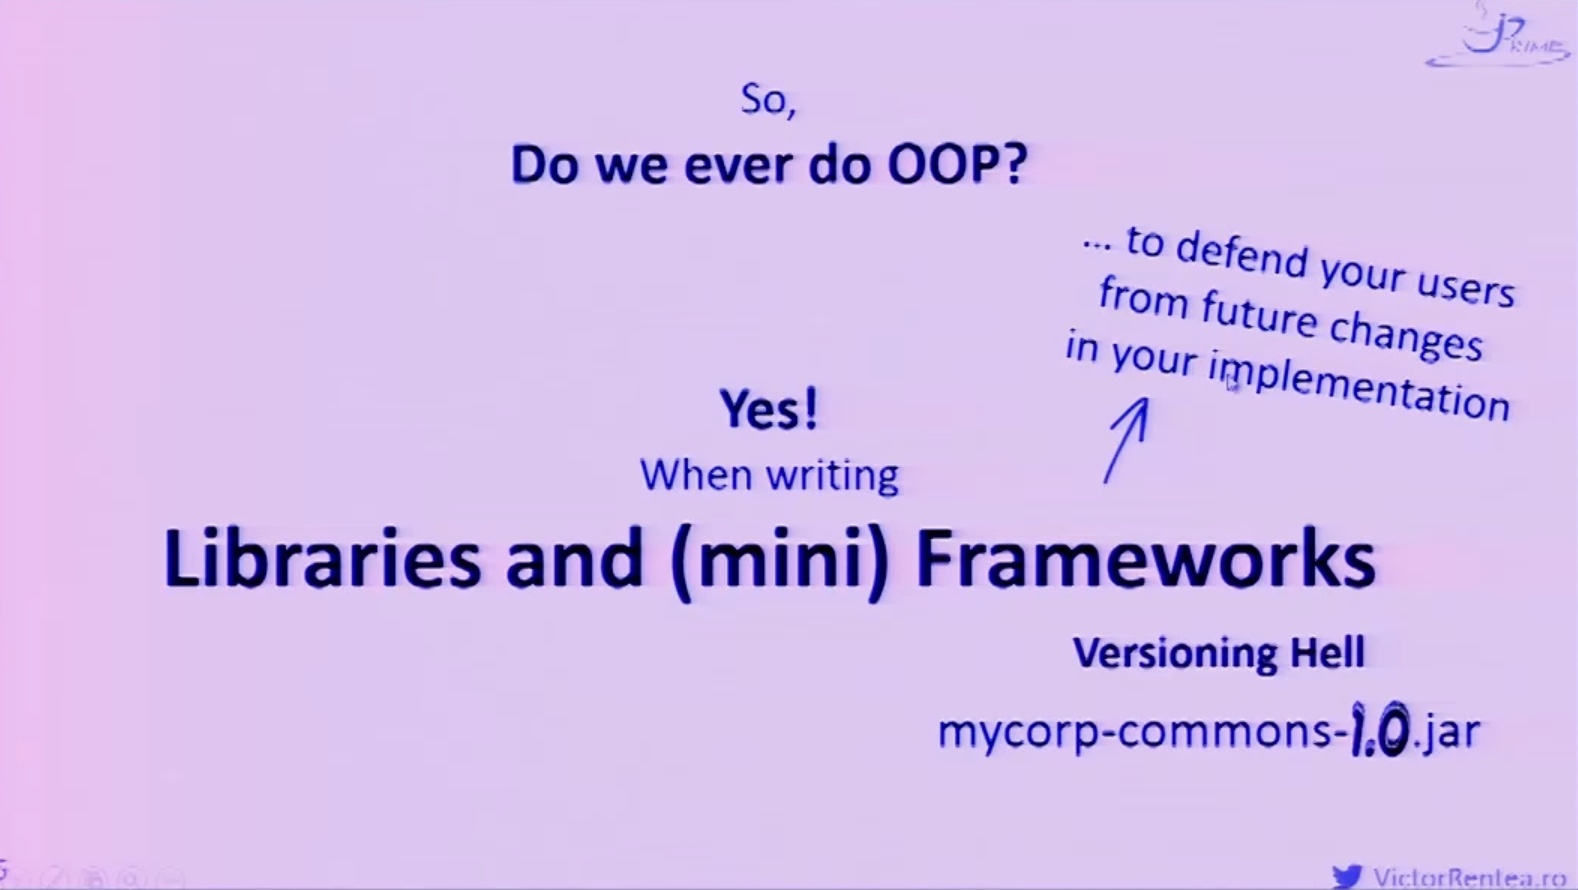 JPRIME
So,
Do we ever do OOP?
... to defend your users
from future changes
in your implementation
Yes!
When writing
Libraries and (mini) Frameworks
Versioning Hell
mycorp-commons-1.0.jar
VictorRentea.ro